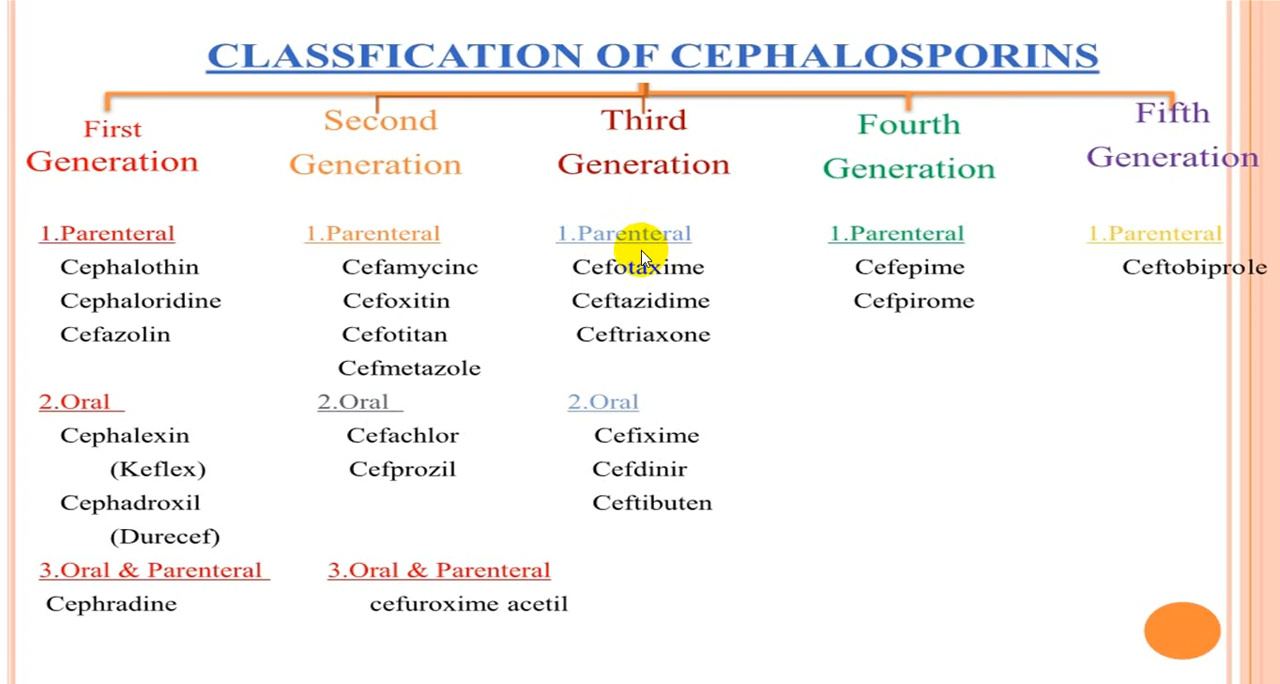 CLASSFICATION OF CEPHALOSPORINS
First
Generation
1.Parenteral
Cephalothin
Cephaloridine
Cefazolin
2.Oral
Cephalexin
(Keflex)
Cephadroxil
(Durecef)
3.Oral & Parenteral
Cephradine
Second
Generation
1.Parenteral
Cefamycinc
Cefoxitin
Cefotitan
Cefmetazole
2.Oral
Cefachlor
Cefprozil
3.Oral & Parenteral
cefuroxime acetil
Third
Generation
1.Parenteral
Cefotaxime
Ceftazidime
Ceftriaxone
2.Oral
Cefixime
Cefdinir
Ceftibuten
Fourth
Generation
1.Parenteral
Cefepime
Cefpirome
Fifth
Generation
1.Parenteral
Ceftobiprole